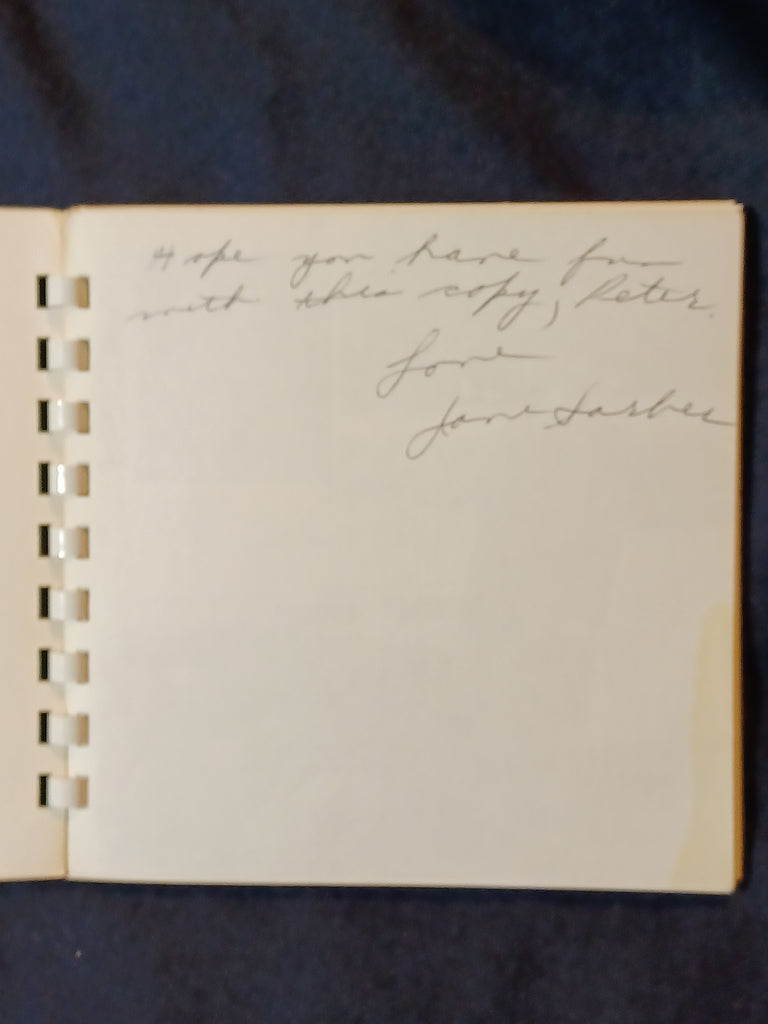 Hope you have fun
with this copy, Peter.
Love
Jane